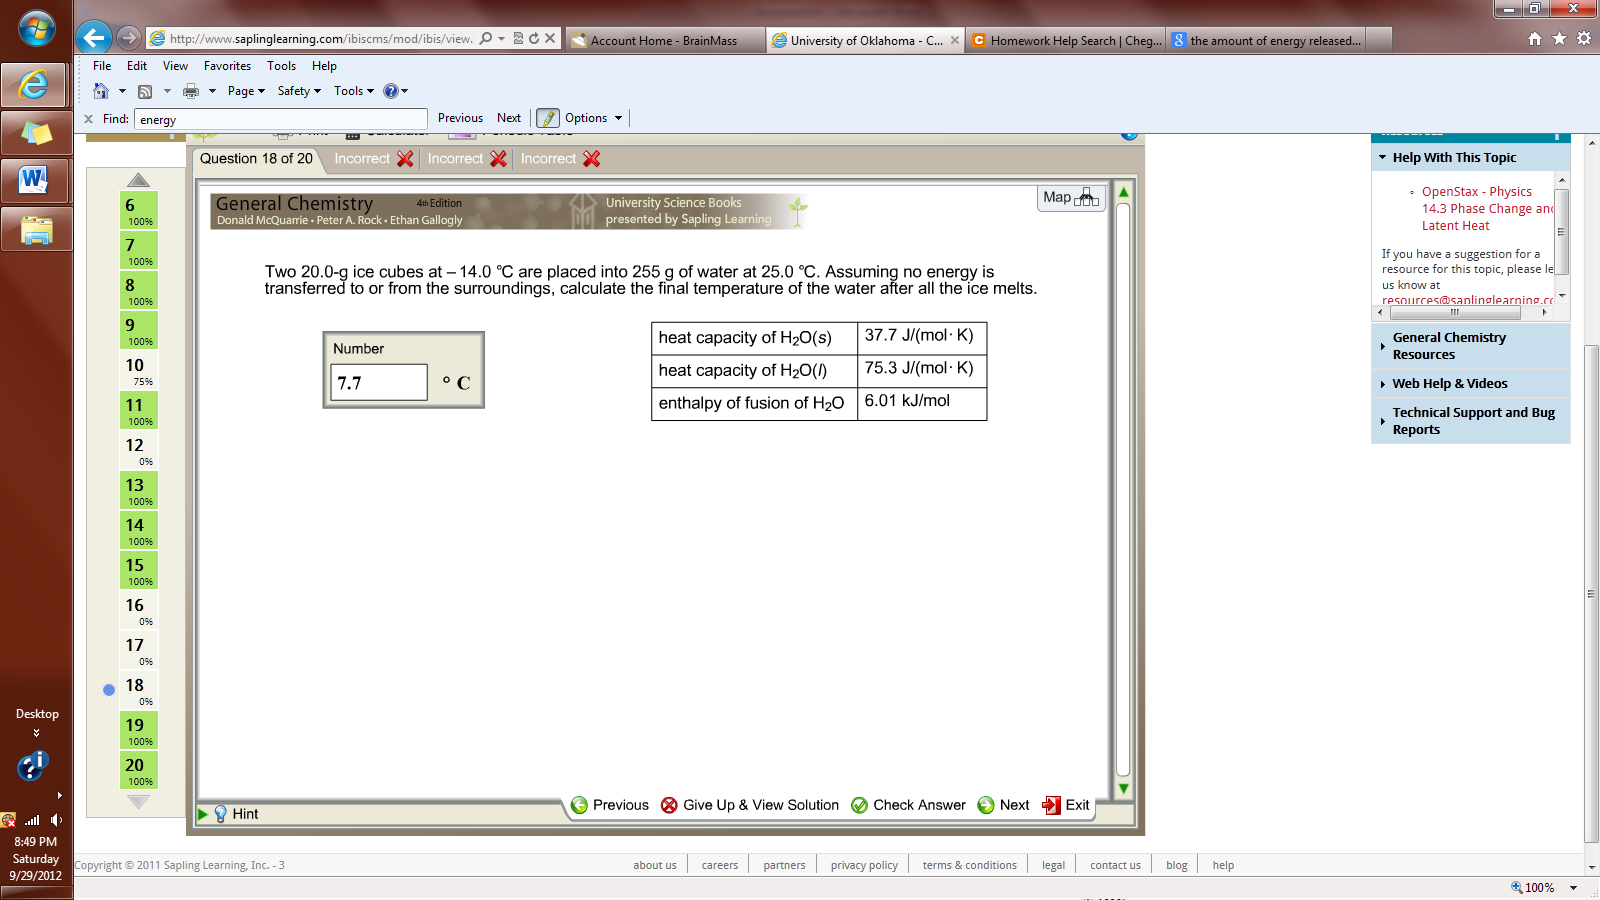 http://www.saplinglearning.com/ibiscms/mod/ibis/view.
Account Home - BrainMass
University of Oklahoma - C...
Homework Help Search | Cheg...
the amount of energy released...
File Edit View Favorites Tools Help
Page Safety Tools
Find: energy Previous Next Options
Question 18 of 20 Incorrect Incorrect Incorrect
6
100%
7
100%
8
100%
9
100%
10
75%
11
100%
12
0%
13
100%
14
100%
15
100%
16
0%
17
0%
18
0%
19
100%
20
100%
General Chemistry 4th Edition
Donald McQuarrie • Peter A. Rock • Ethan Gallogly
University Science Books
presented by Sapling Learning
Map
Two 20.0-g ice cubes at – 14.0 °C are placed into 255 g of water at 25.0 °C. Assuming no energy is
transferred to or from the surroundings, calculate the final temperature of the water after all the ice melts.
Number
7.7 ° C
heat capacity of H₂O(s) 37.7 J/(mol· K)
heat capacity of H₂O(l) 75.3 J/(mol· K)
enthalpy of fusion of H₂O 6.01 kJ/mol
Hint
Previous Give Up & View Solution Check Answer Next Exit
Help With This Topic
OpenStax - Physics
14.3 Phase Change and
Latent Heat
If you have a suggestion for a
resource for this topic, please le
us know at
resources@saplinglearning.co
General Chemistry
Resources
Web Help & Videos
Technical Support and Bug
Reports
Desktop
8:49 PM
Saturday
9/29/2012
Copyright © 2011 Sapling Learning, Inc. - 3
about us careers partners privacy policy terms & conditions legal contact us blog help
100%